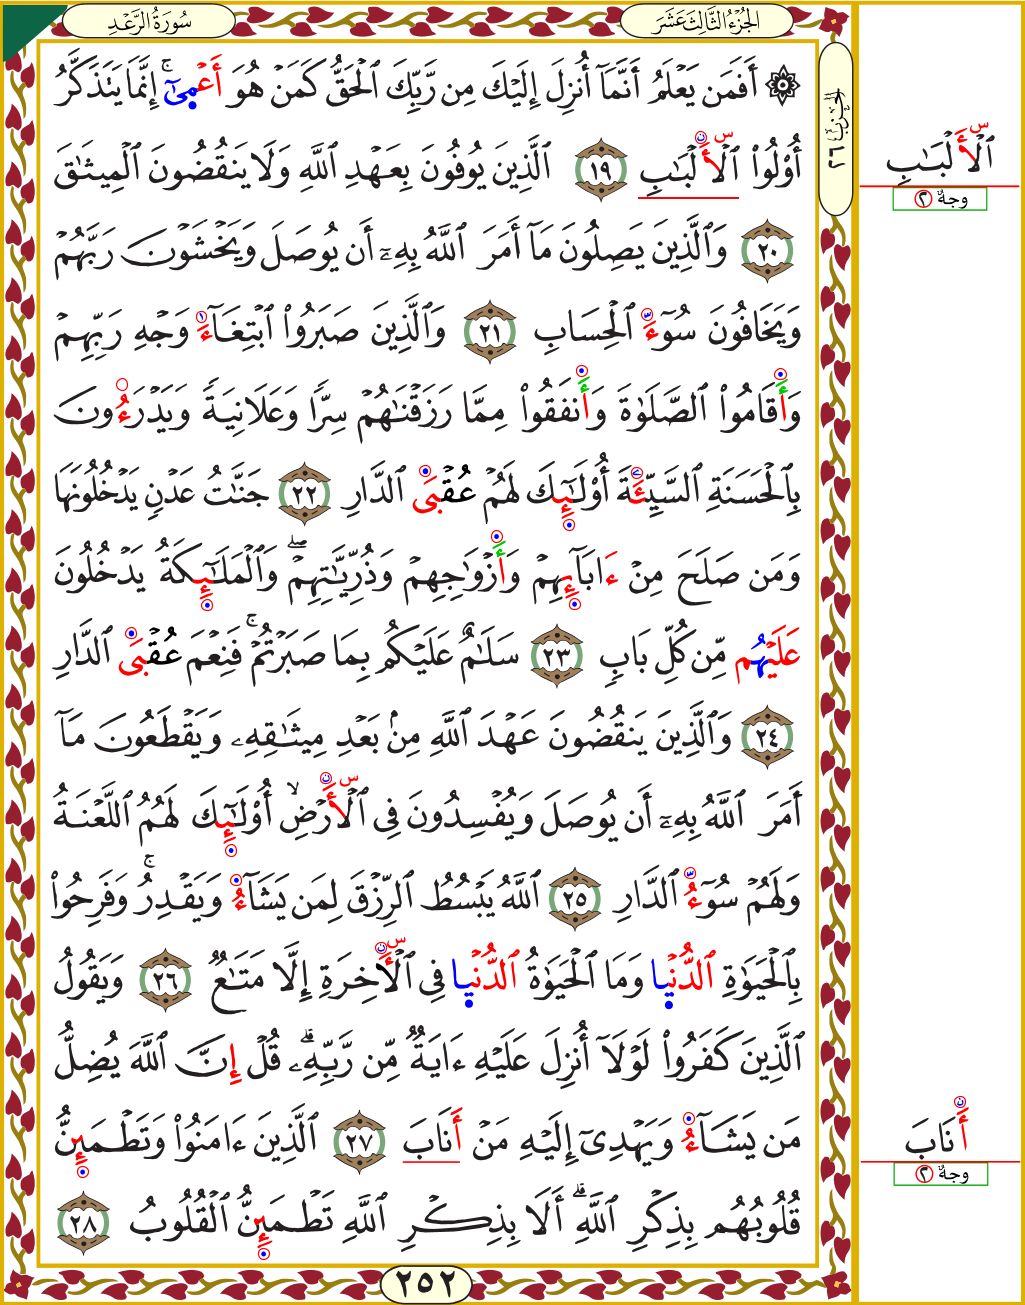 سُورَةُ الرَّعْدِ
الجُزْءُ الثَّالِثَ عَشَرَ
الحزب ٢٦
۞ أَفَمَن يَعْلَمُ أَنَّمَآ أُنزِلَ إِلَيْكَ مِن رَّبِّكَ ٱلْحَقُّ كَمَنْ هُوَ أَعْمَىٰٓۚ إِنَّمَا يَتَذَكَّرُ
أُوْلُوا۟ ٱلْأَلْبَٰبِ ١٩ ٱلَّذِينَ يُوفُونَ بِعَهْدِ ٱللَّهِ وَلَا يَنقُضُونَ ٱلْمِيثَٰقَ
٢٠ وَٱلَّذِينَ يَصِلُونَ مَآ أَمَرَ ٱللَّهُ بِهِۦٓ أَن يُوصَلَ وَيَخْشَوْنَ رَبَّهُمْ
وَيَخَافُونَ سُوٓءَ ٱلْحِسَابِ ٢١ وَٱلَّذِينَ صَبَرُوا۟ ٱبْتِغَآءَ وَجْهِ رَبِّهِمْ
وَأَقَامُوا۟ ٱلصَّلَوٰةَ وَأَنفَقُوا۟ مِمَّا رَزَقْنَٰهُمْ سِرًّا وَعَلَانِيَةً وَيَدْرَءُونَ
بِٱلْحَسَنَةِ ٱلسَّيِّئَةَ أُوْلَٰٓئِكَ لَهُمْ عُقْبَى ٱلدَّارِ ٢٢ جَنَّٰتُ عَدْنٍ يَدْخُلُونَهَا
وَمَن صَلَحَ مِنْ ءَابَآئِهِمْ وَأَزْوَٰجِهِمْ وَذُرِّيَّٰتِهِمْۖ وَٱلْمَلَٰٓئِكَةُ يَدْخُلُونَ
عَلَيْهُم مِّن كُلِّ بَابٍ ٢٣ سَلَٰمٌ عَلَيْكُم بِمَا صَبَرْتُمْۚ فَنِعْمَ عُقْبَى ٱلدَّارِ
٢٤ وَٱلَّذِينَ يَنقُضُونَ عَهْدَ ٱللَّهِ مِنۢ بَعْدِ مِيثَٰقِهِۦ وَيَقْطَعُونَ مَآ
أَمَرَ ٱللَّهُ بِهِۦٓ أَن يُوصَلَ وَيُفْسِدُونَ فِى ٱلْأَرْضِۙ أُوْلَٰٓئِكَ لَهُمُ ٱللَّعْنَةُ
وَلَهُمْ سُوٓءُ ٱلدَّارِ ٢٥ ٱللَّهُ يَبْسُطُ ٱلرِّزْقَ لِمَن يَشَآءُ وَيَقْدِرُۚ وَفَرِحُوا۟
بِٱلْحَيَوٰةِ ٱلدُّنْيَا وَمَا ٱلْحَيَوٰةُ ٱلدُّنْيَا فِى ٱلْأَخِرَةِ إِلَّا مَتَٰعٌ ٢٦ وَيَقُولُ
ٱلَّذِينَ كَفَرُوا۟ لَوْلَآ أُنزِلَ عَلَيْهِ ءَايَةٌ مِّن رَّبِّهِۦۗ قُلْ إِنَّ ٱللَّهَ يُضِلُّ
مَن يَشَآءُ وَيَهْدِىٓ إِلَيْهِ مَنْ أَنَابَ ٢٧ ٱلَّذِينَ ءَامَنُوا۟ وَتَطْمَئِنُّ
قُلُوبُهُم بِذِكْرِ ٱللَّهِۗ أَلَا بِذِكْرِ ٱللَّهِ تَطْمَئِنُّ ٱلْقُلُوبُ ٢٨
٢٥٢
ٱلْأَلْبَٰبِ
وجهٌ ٢
أَنَابَ
وجهٌ ٢